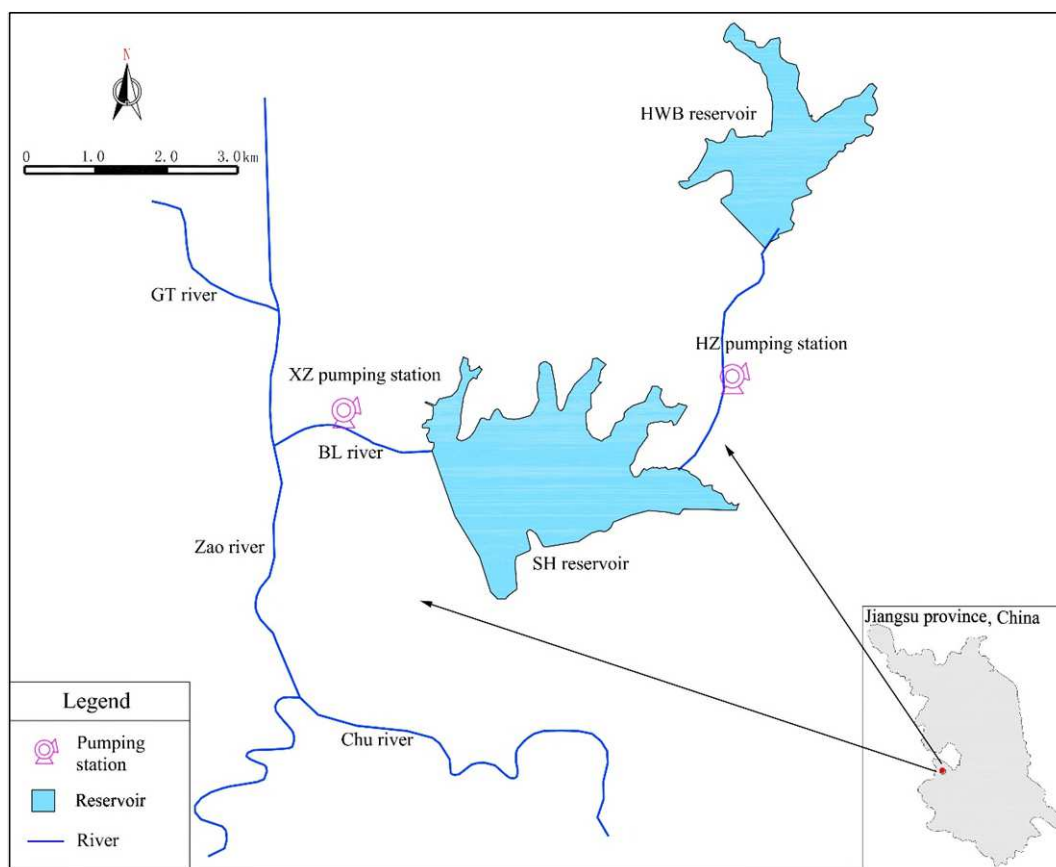 N
0 1.0 2.0 3.0km
HWB reservoir
GT river
HZ pumping station
XZ pumping station
BL river
Zao river
SH reservoir
Chu river
Jiangsu province, China
Legend
Pumping
station
Reservoir
River